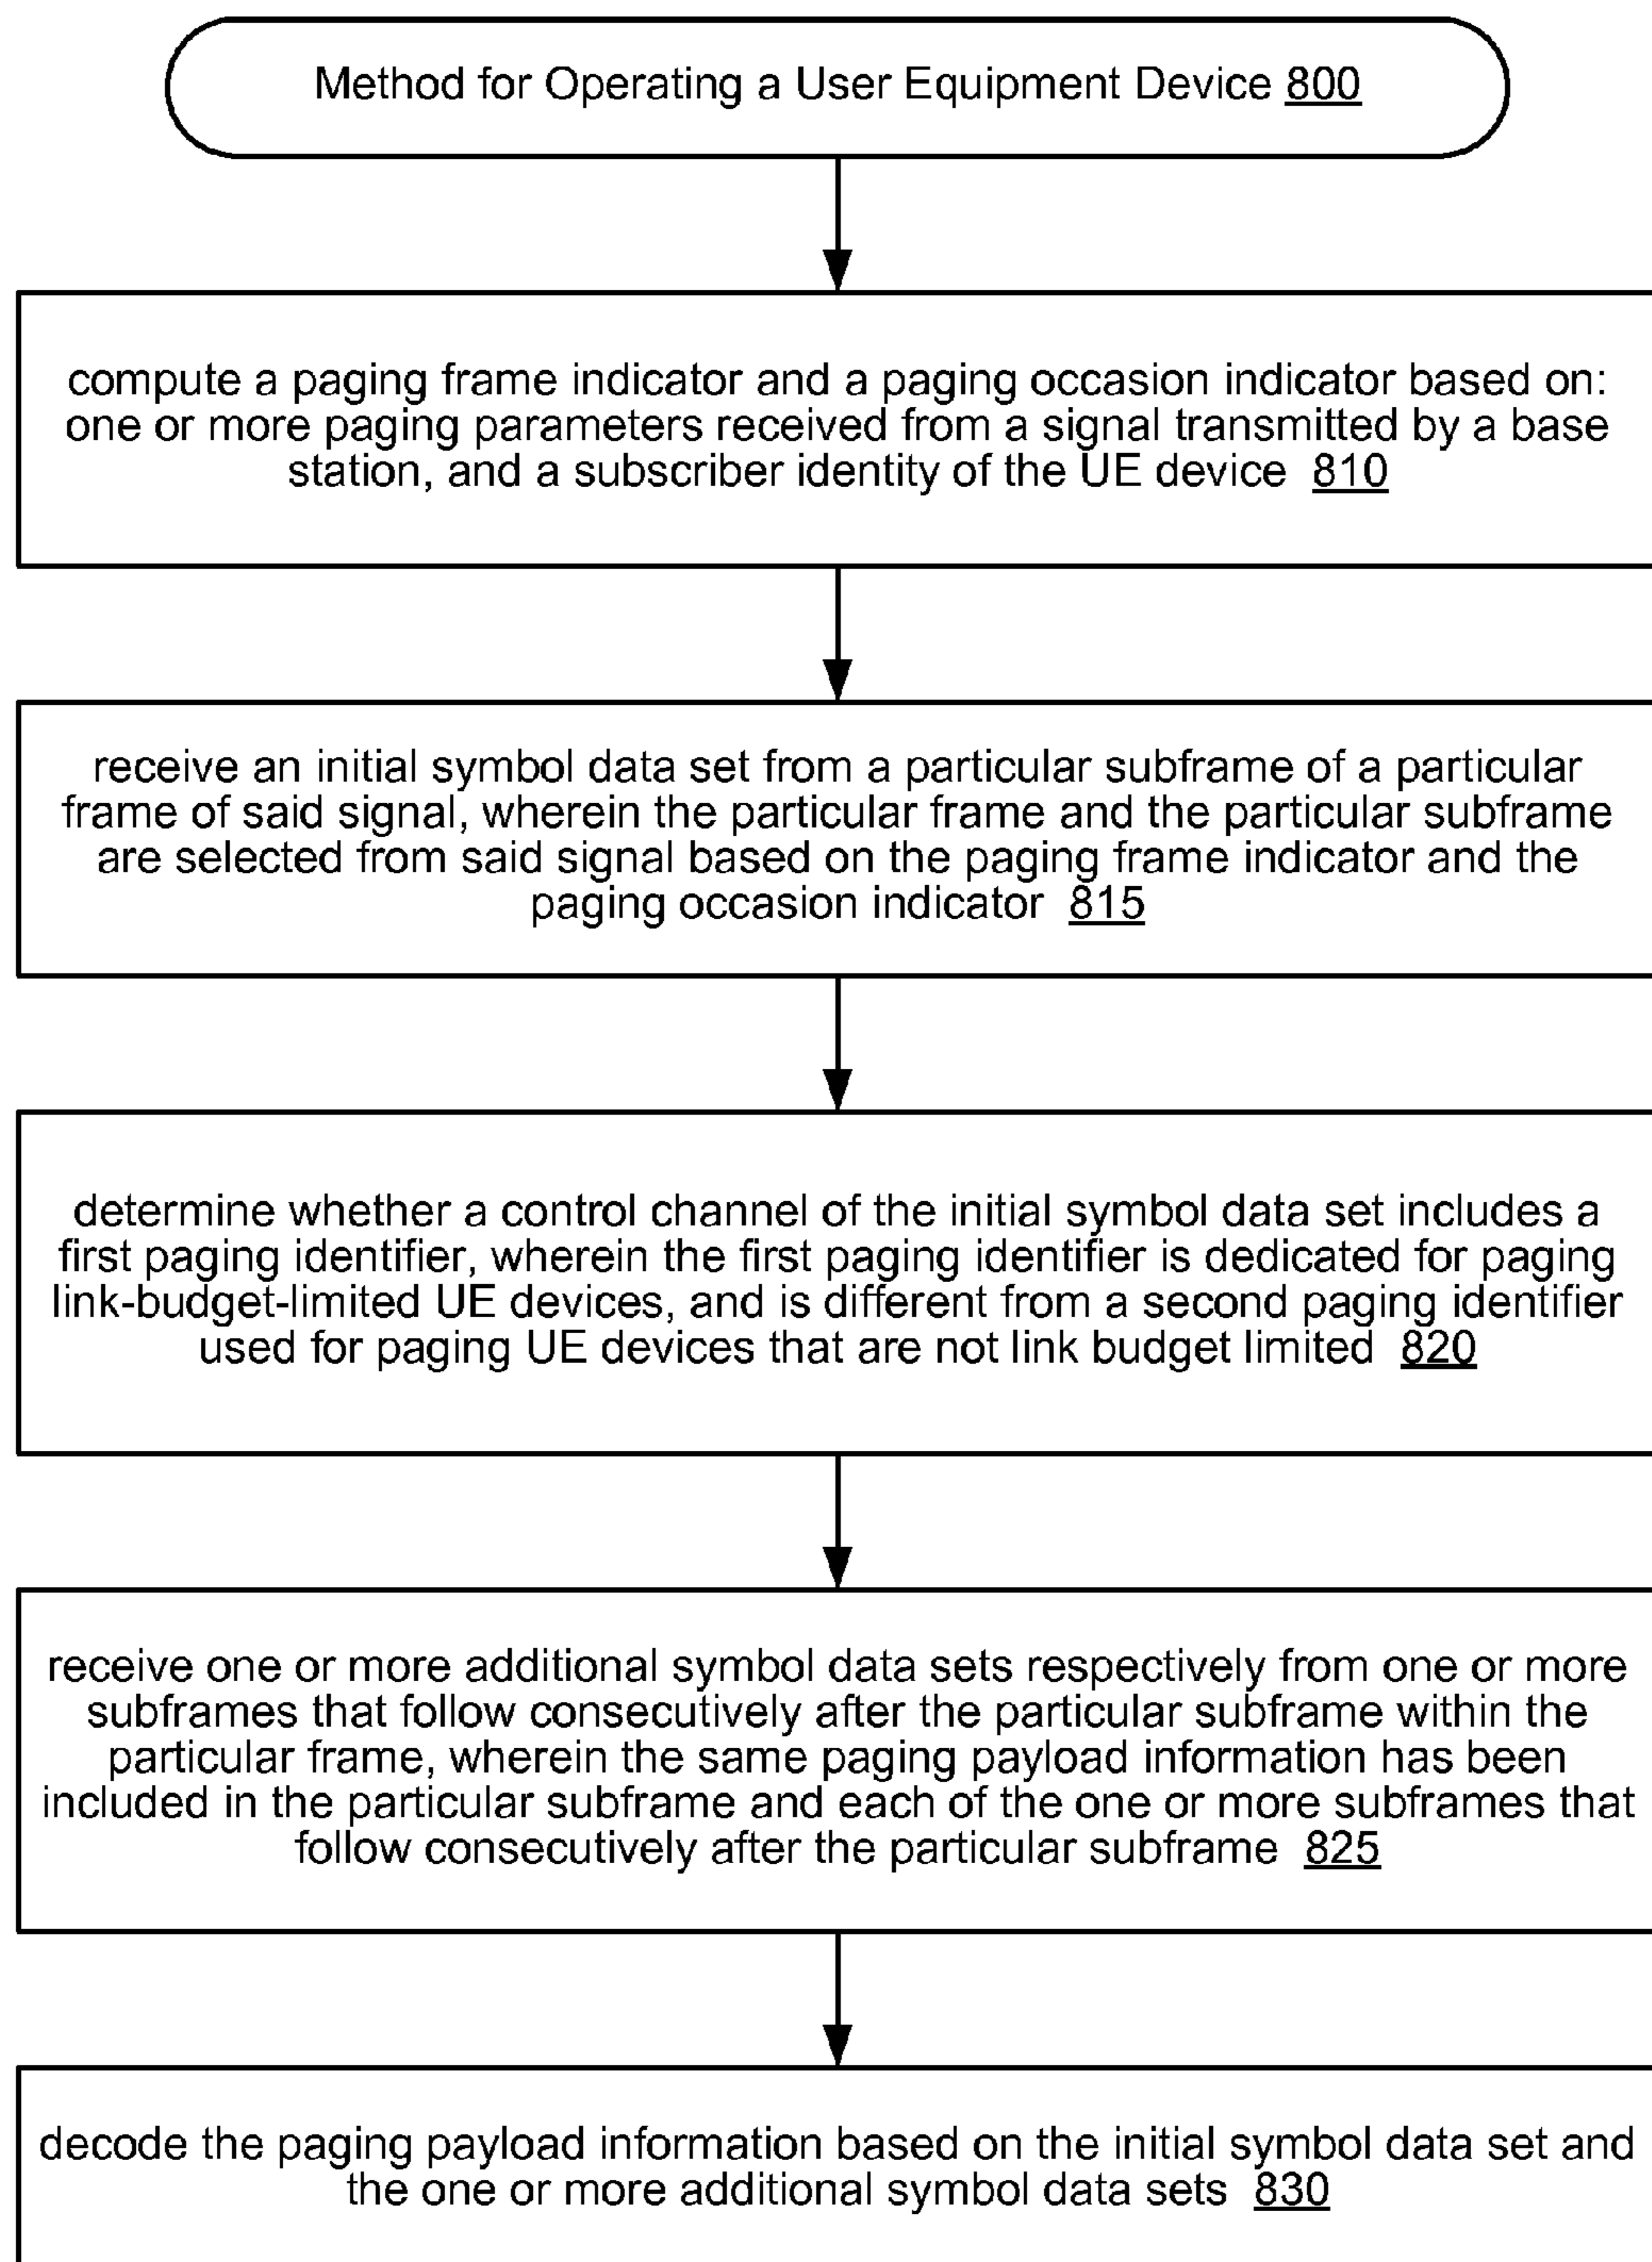 Method for Operating a User Equipment Device 800
compute a paging frame indicator and a paging occasion indicator based on:
one or more paging parameters received from a signal transmitted by a base
station, and a subscriber identity of the UE device 810
receive an initial symbol data set from a particular subframe of a particular
frame of said signal, wherein the particular frame and the particular subframe
are selected from said signal based on the paging frame indicator and the
paging occasion indicator 815
determine whether a control channel of the initial symbol data set includes a
first paging identifier, wherein the first paging identifier is dedicated for paging
link-budget-limited UE devices, and is different from a second paging identifier
used for paging UE devices that are not link budget limited 820
receive one or more additional symbol data sets respectively from one or more
subframes that follow consecutively after the particular subframe within the
particular frame, wherein the same paging payload information has been
included in the particular subframe and each of the one or more subframes that
follow consecutively after the particular subframe 825
decode the paging payload information based on the initial symbol data set and
the one or more additional symbol data sets 830